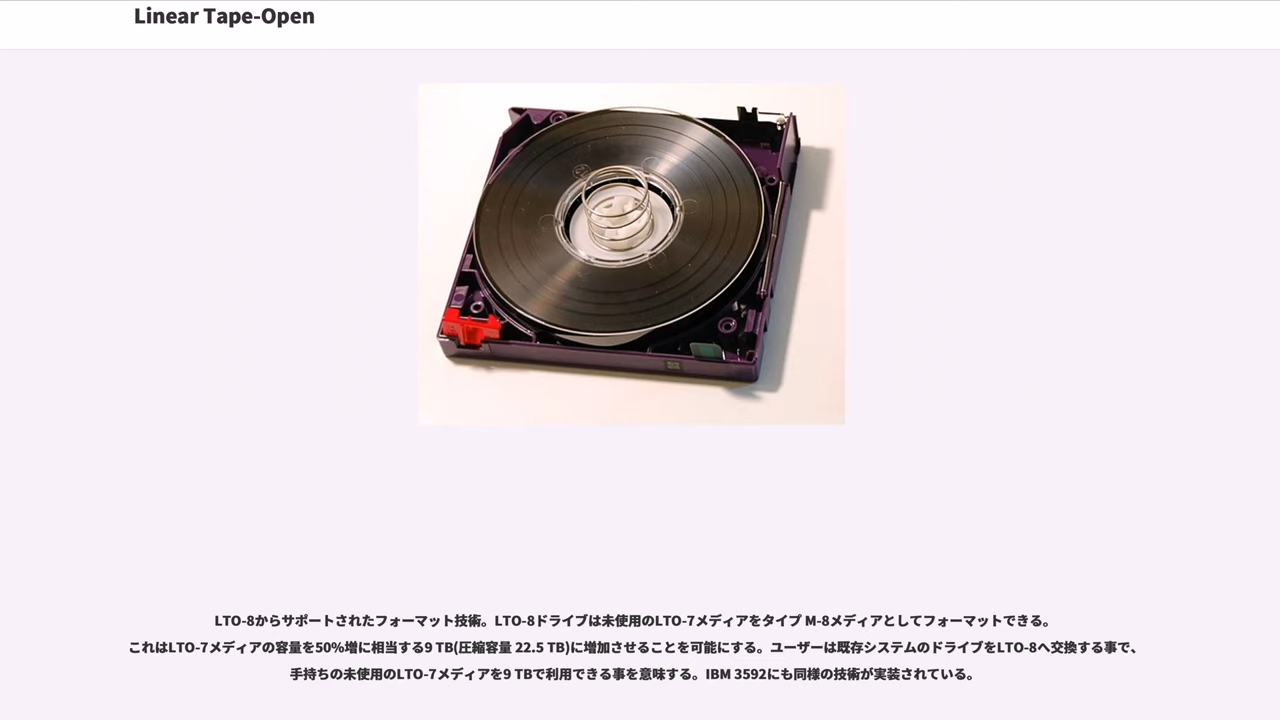 Linear Tape-Open
LTO-8からサポートされたフォーマット技術。LTO-8ドライブは未使用のLTO-7メディアをタイプ M-8メディアとしてフォーマットできる。
これはLTO-7メディアの容量を50%増に相当する9 TB(圧縮容量 22.5 TB)に増加させることを可能にする。ユーザーは既存システムのドライブをLTO-8へ交換する事で、
手持ちの未使用のLTO-7メディアを9 TBで利用できる事を意味する。IBM 3592にも同様の技術が実装されている。